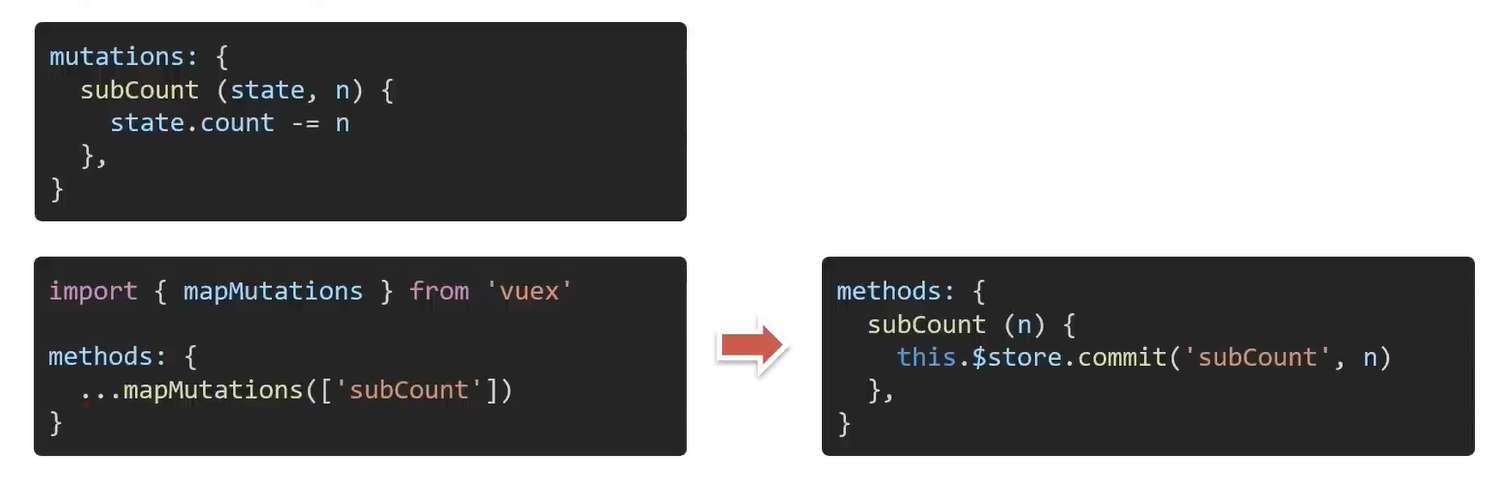 mutations: {
  subCount (state, n) {
    state.count -= n
  },
}
import { mapMutations } from 'vuex'
methods: {
  ...mapMutations(['subCount'])
}
methods: {
  subCount (n) {
    this.$store.commit('subCount', n)
  },
}